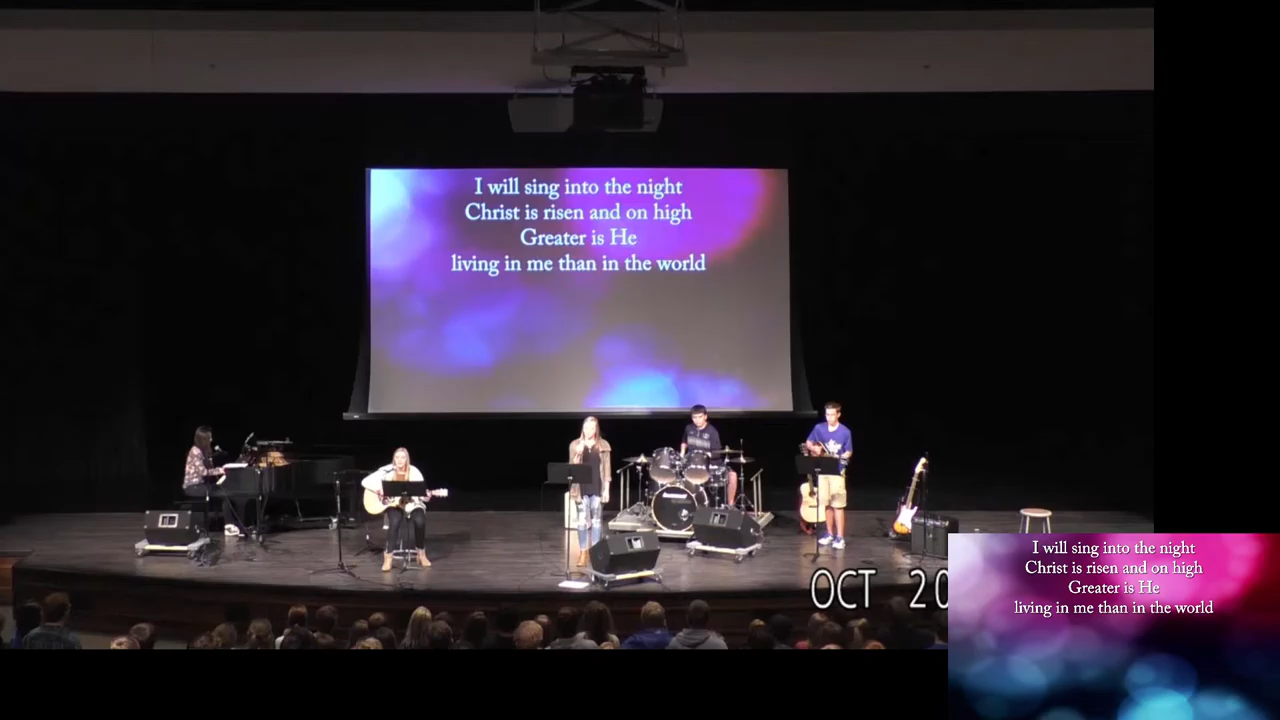 I will sing into the night
Christ is risen and on high
Greater is He
living in me than in the world
OCT 20
I will sing into the night
Christ is risen and on high
Greater is He
living in me than in the world